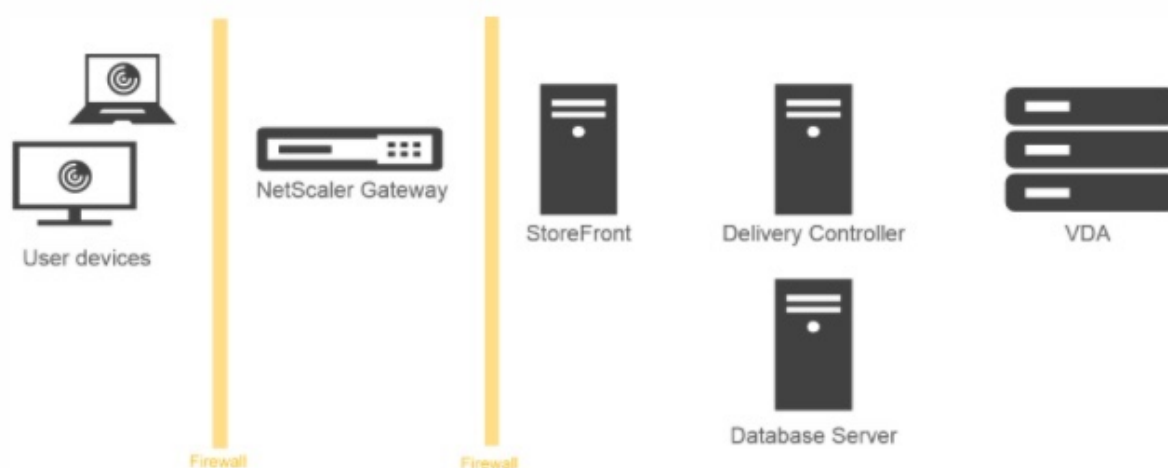 NetScaler Gateway
User devices
StoreFront
Delivery Controller
VDA
Database Server
Firewall
Firewall